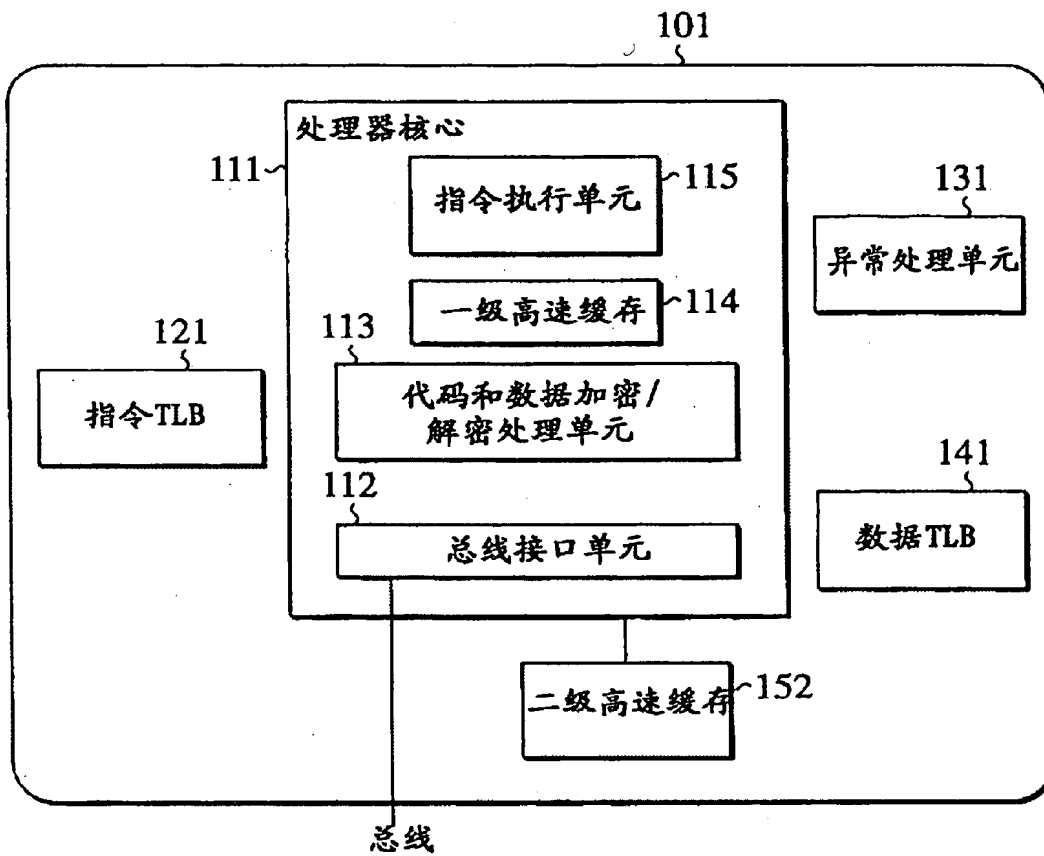 101
处理器核心
111
指令执行单元
115
131
异常处理单元
一级高速缓存
114
113
121
指令TLB
代码和数据加密/
解密处理单元
112
141
总线接口单元
数据TLB
二级高速缓存
152
总线